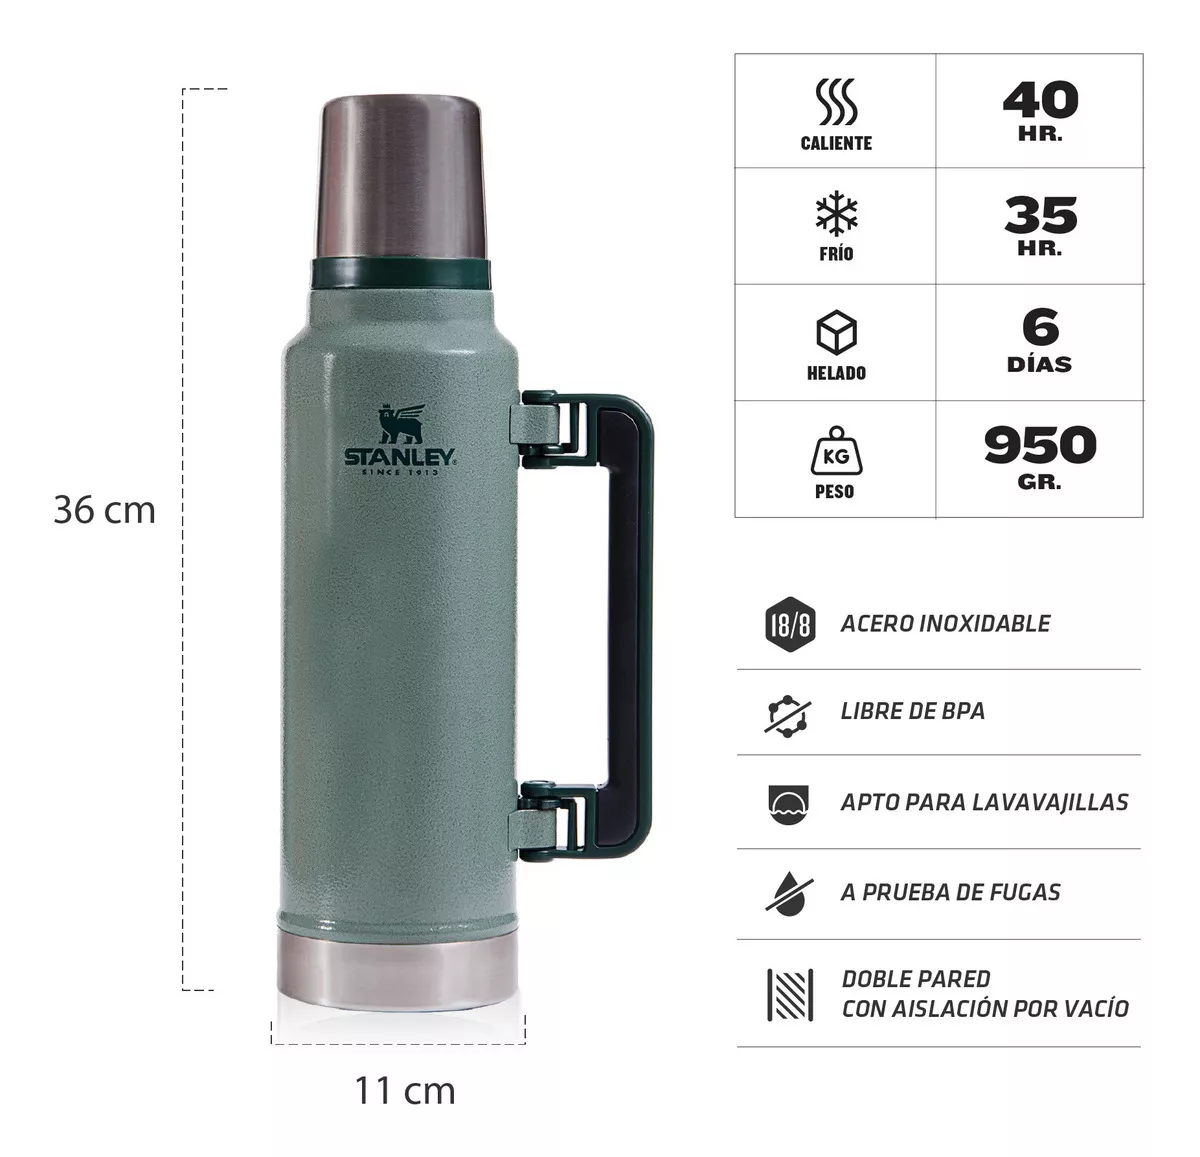 36 cm
STANLEY®
SINCE 1913
11 cm
CALIENTE
40
HR.
FRÍO
35
HR.
HELADO
6
DÍAS
KG
PESO
950
GR.
18/8
ACERO INOXIDABLE
LIBRE DE BPA
APTO PARA LAVAVAJILLAS
A PRUEBA DE FUGAS
DOBLE PARED
CON AISLACIÓN POR VACÍO